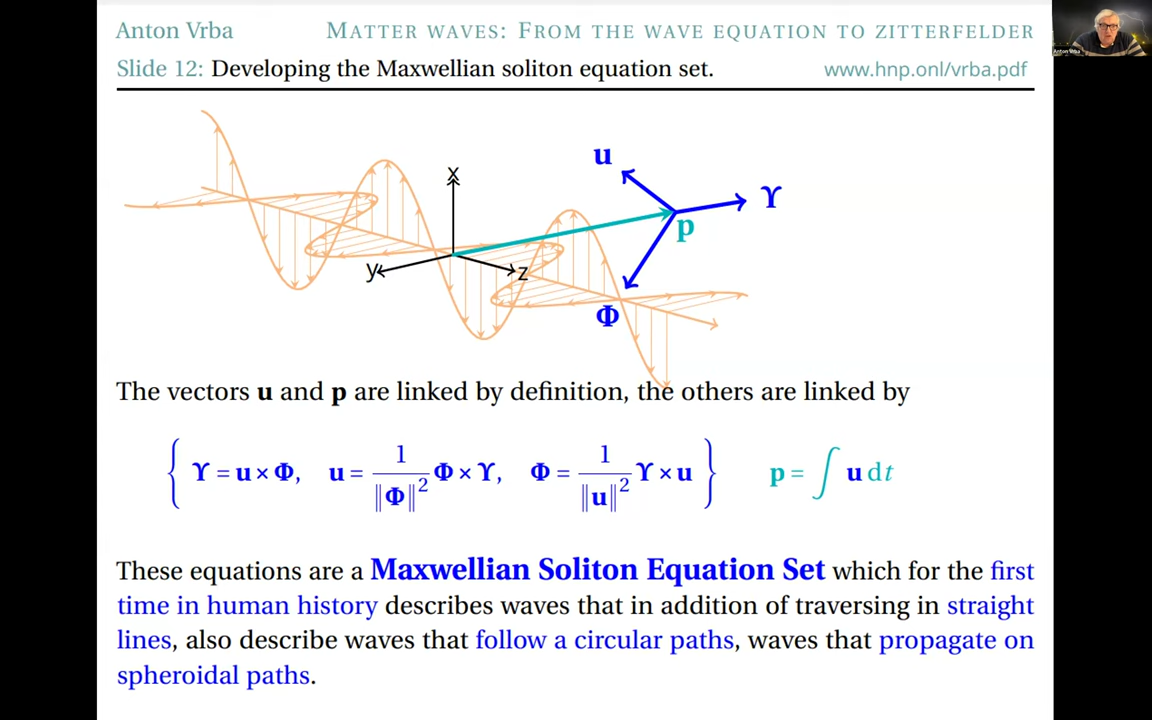 Anton Vrba MATTER WAVES: FROM THE WAVE EQUATION TO ZITTERFELDER
Slide 12: Developing the Maxwellian soliton equation set. www.hnp.onl/vrba.pdf
Anton Vrba
u
x
ϒ
p
y
z
Φ
The vectors u and p are linked by definition, the others are linked by
{ ϒ = u × Φ, u = 1/‖Φ‖² Φ × ϒ, Φ = 1/‖u‖² ϒ × u } p = ∫ u dt
These equations are a Maxwellian Soliton Equation Set which for the first
time in human history describes waves that in addition of traversing in straight
lines, also describe waves that follow a circular paths, waves that propagate on
spheroidal paths.